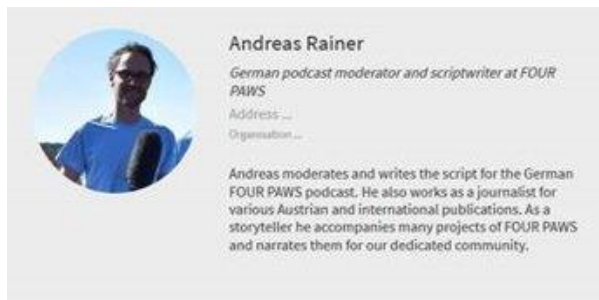 Andreas Rainer
German podcast moderator and scriptwriter at FOUR
PAWS
Address ...
Organisation ...
Andreas moderates and writes the script for the German
FOUR PAWS podcast. He also works as a journalist for
various Austrian and international publications. As a
storyteller he accompanies many projects of FOUR PAWS
and narrates them for our dedicated community.